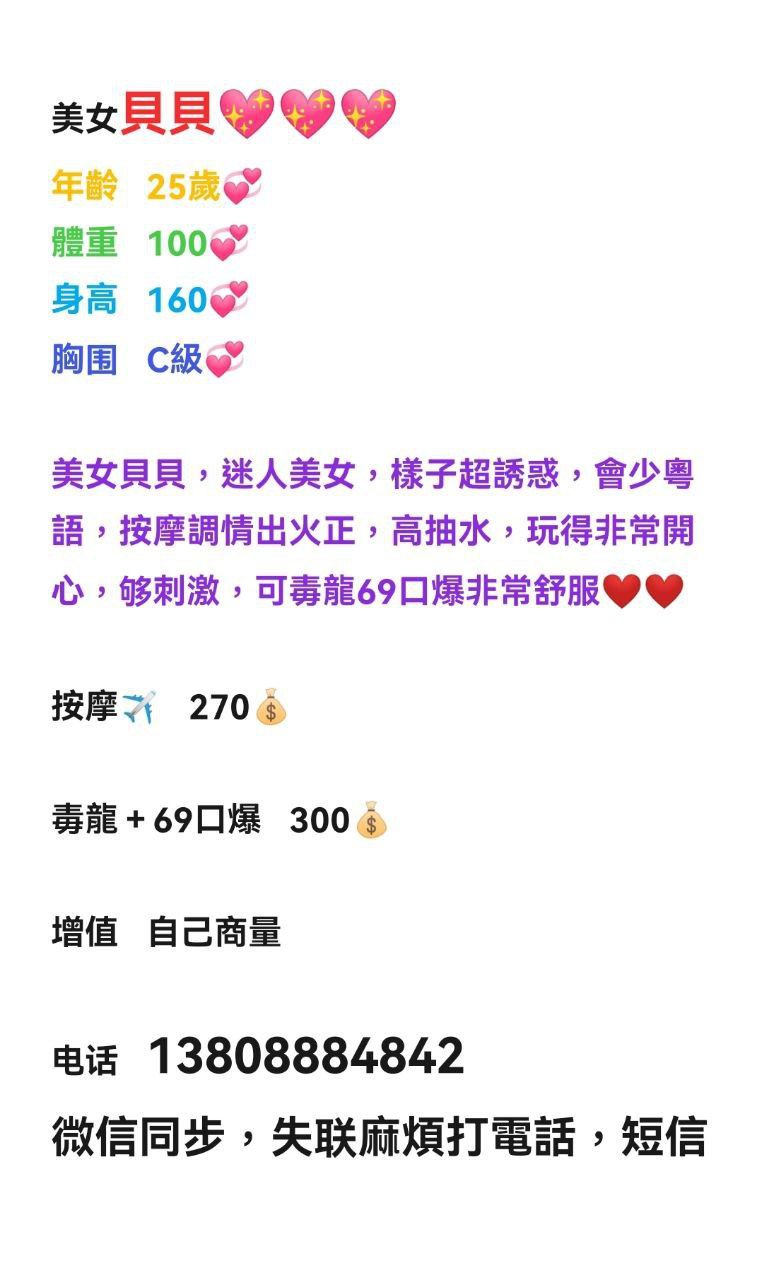 美女貝貝💖💖💖
年齡 25歲💞
體重 100💞
身高 160💞
胸围 C級💞
美女貝貝，迷人美女，樣子超誘惑，會少粵
語，按摩調情出火正，高抽水，玩得非常開
心，够刺激，可毒龍69口爆非常舒服❤️❤️
按摩✈️ 270💰
毒龍+69口爆 300💰
增值 自己商量
电话 13808884842
微信同步，失联麻煩打電話，短信